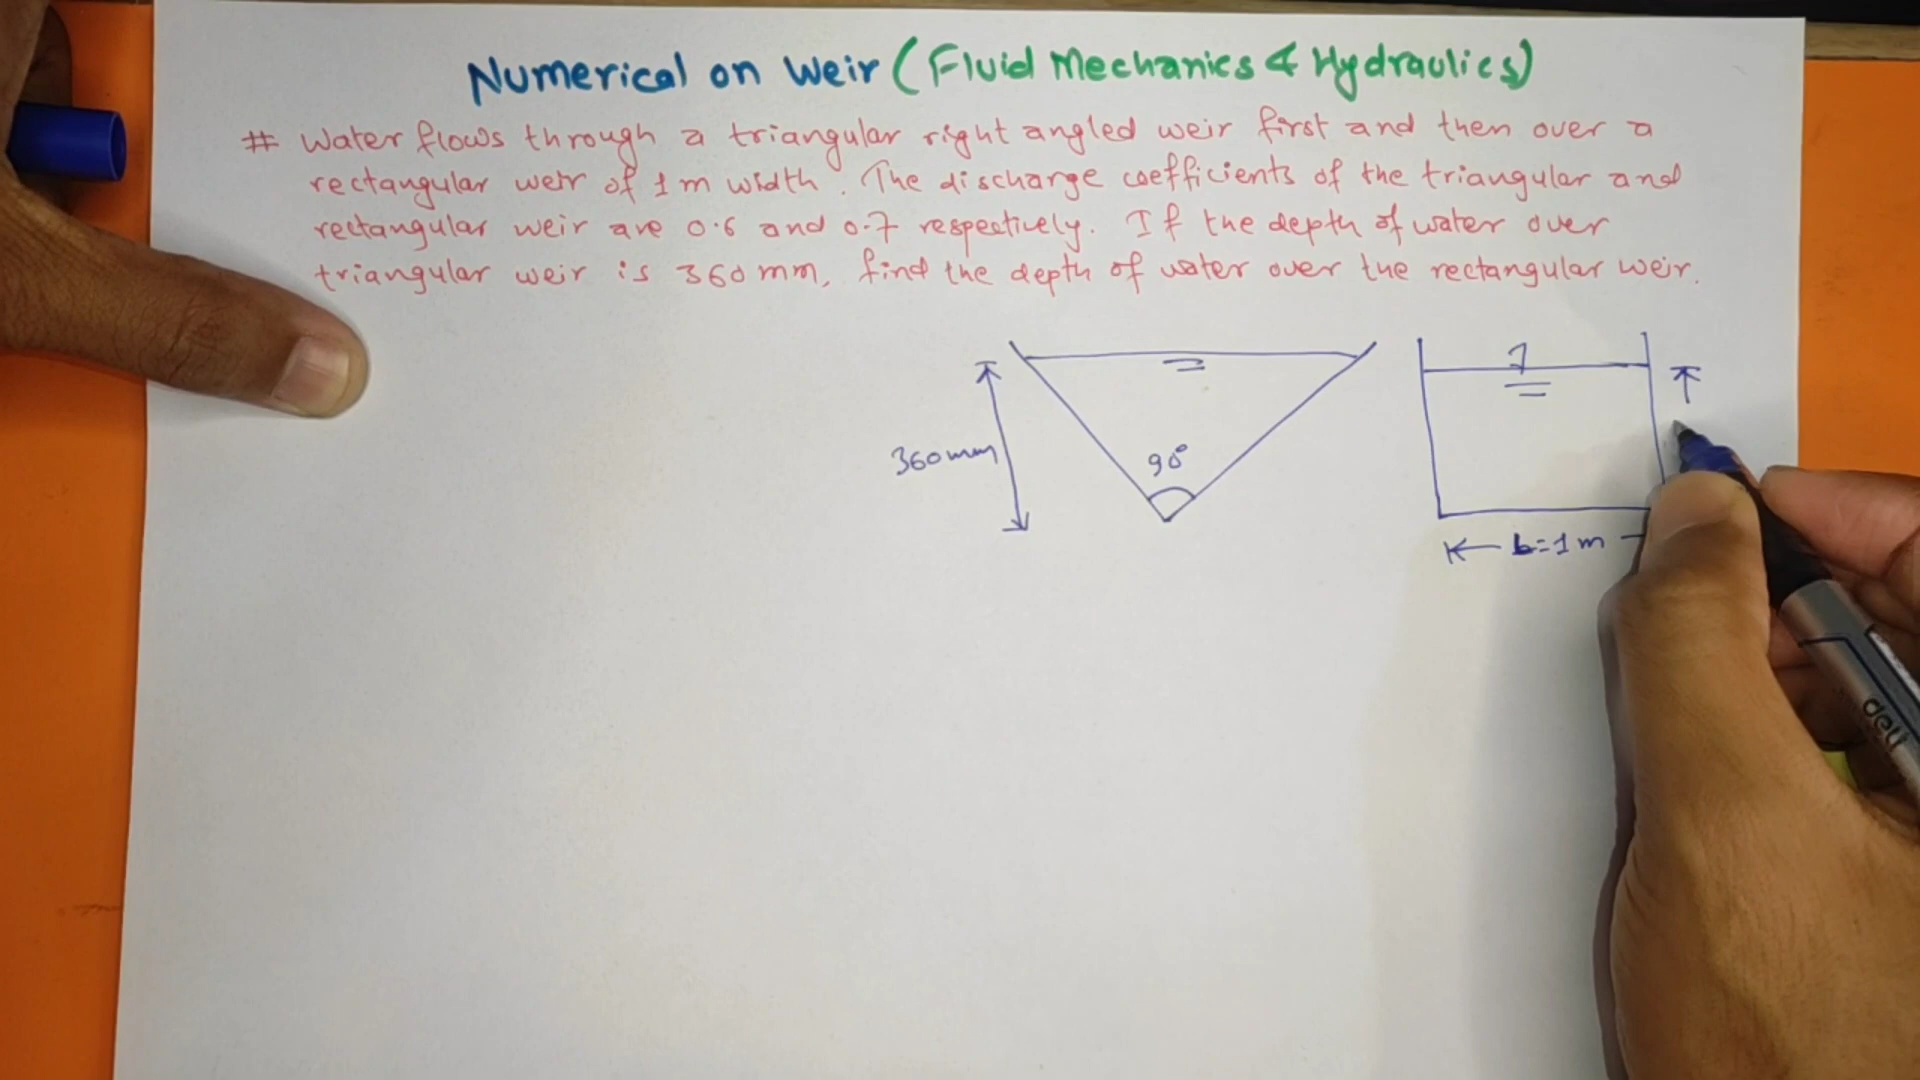 Numerical on Weir (Fluid Mechanics & Hydraulics)
# Water flows through a triangular right angled weir first and then over a
rectangular weir of 1 m width. The discharge coefficients of the triangular and
rectangular weir are 0.6 and 0.7 respectively. If the depth of water over
triangular weir is 360 mm, find the depth of water over the rectangular weir.
360mm
90°
b=1m
deli